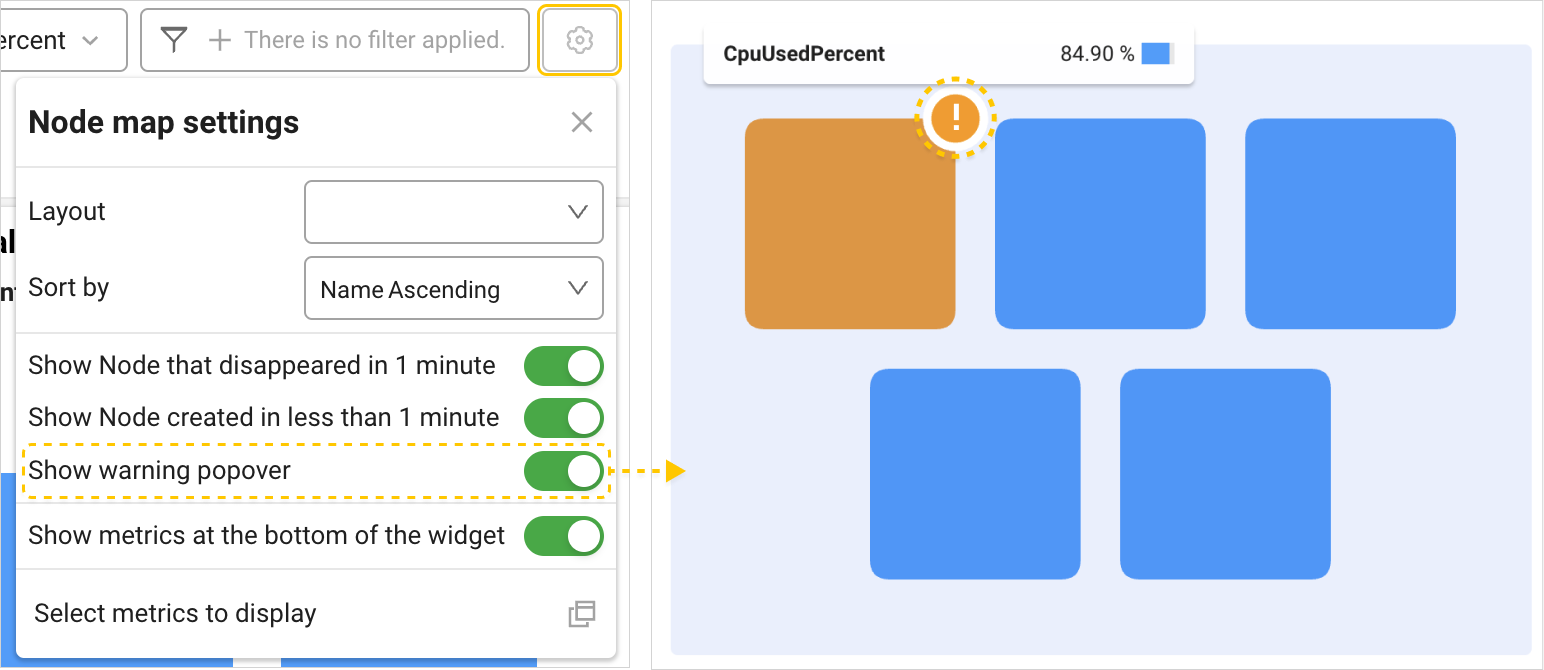 ercent
There is no filter applied.
Node map settings
Layout
Sort by
Name Ascending
Show Node that disappeared in 1 minute
Show Node created in less than 1 minute
Show warning popover
Show metrics at the bottom of the widget
Select metrics to display
CpuUsedPercent
84.90 %
!